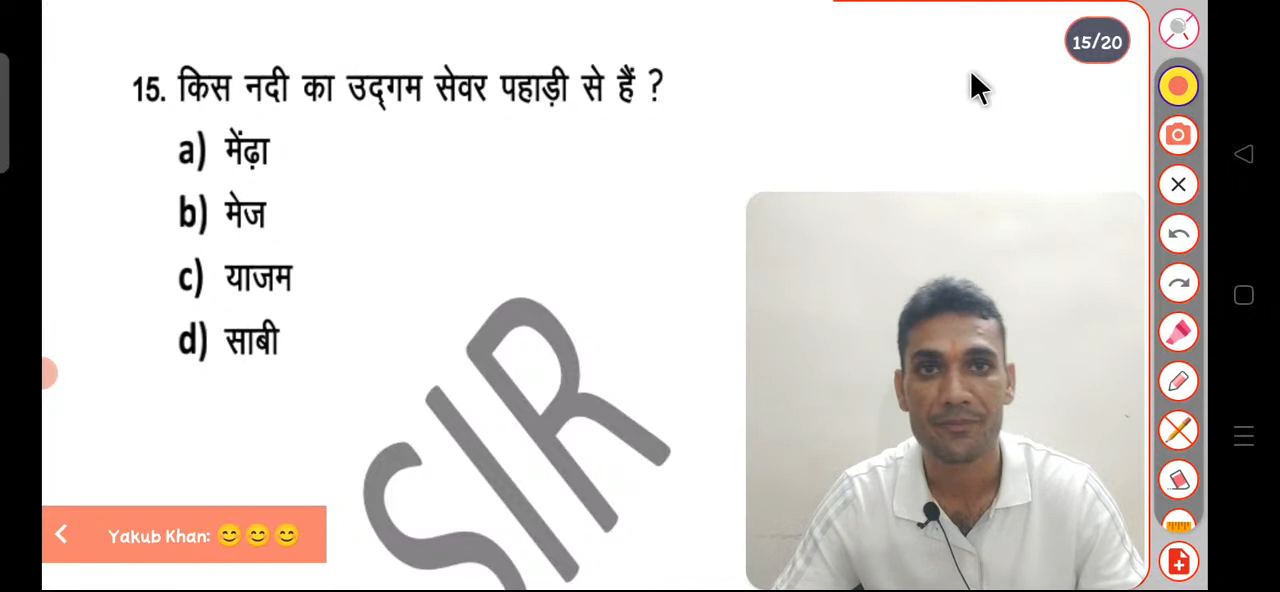 15/20
15. किस नदी का उद्गम सेवर पहाड़ी से हैं ?
a) मेंढ़ा
b) मेज
c) याजम
d) साबी
SIR
Yakub Khan: 😊😊😊